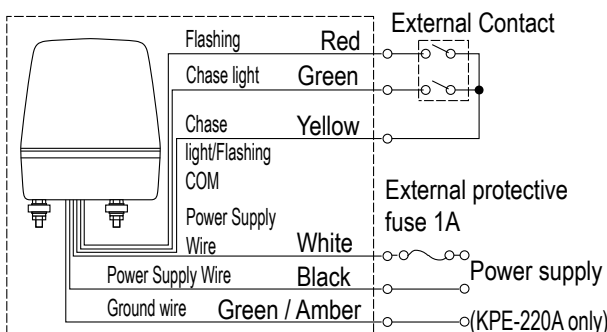 External Contact
Flashing Red
Chase light Green
Chase Yellow
light/Flashing
COM
External protective
fuse 1A
Power Supply
Wire White
Power Supply Wire Black
Power supply
Ground wire Green / Amber
(KPE-220A only)